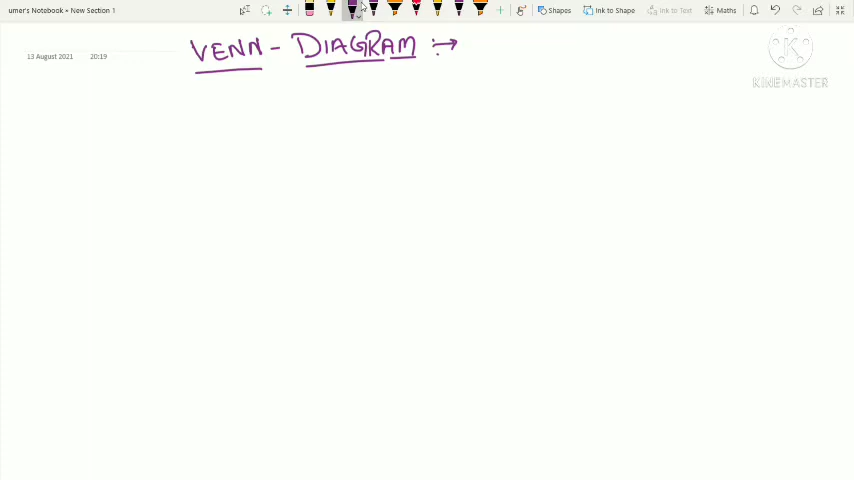 umer's Notebook » New Section 1
Shapes
Ink to Shape
Ink to Text
Maths
VENN - DIAGRAM :→
13 August 2021 20:19
K
KINEMASTER